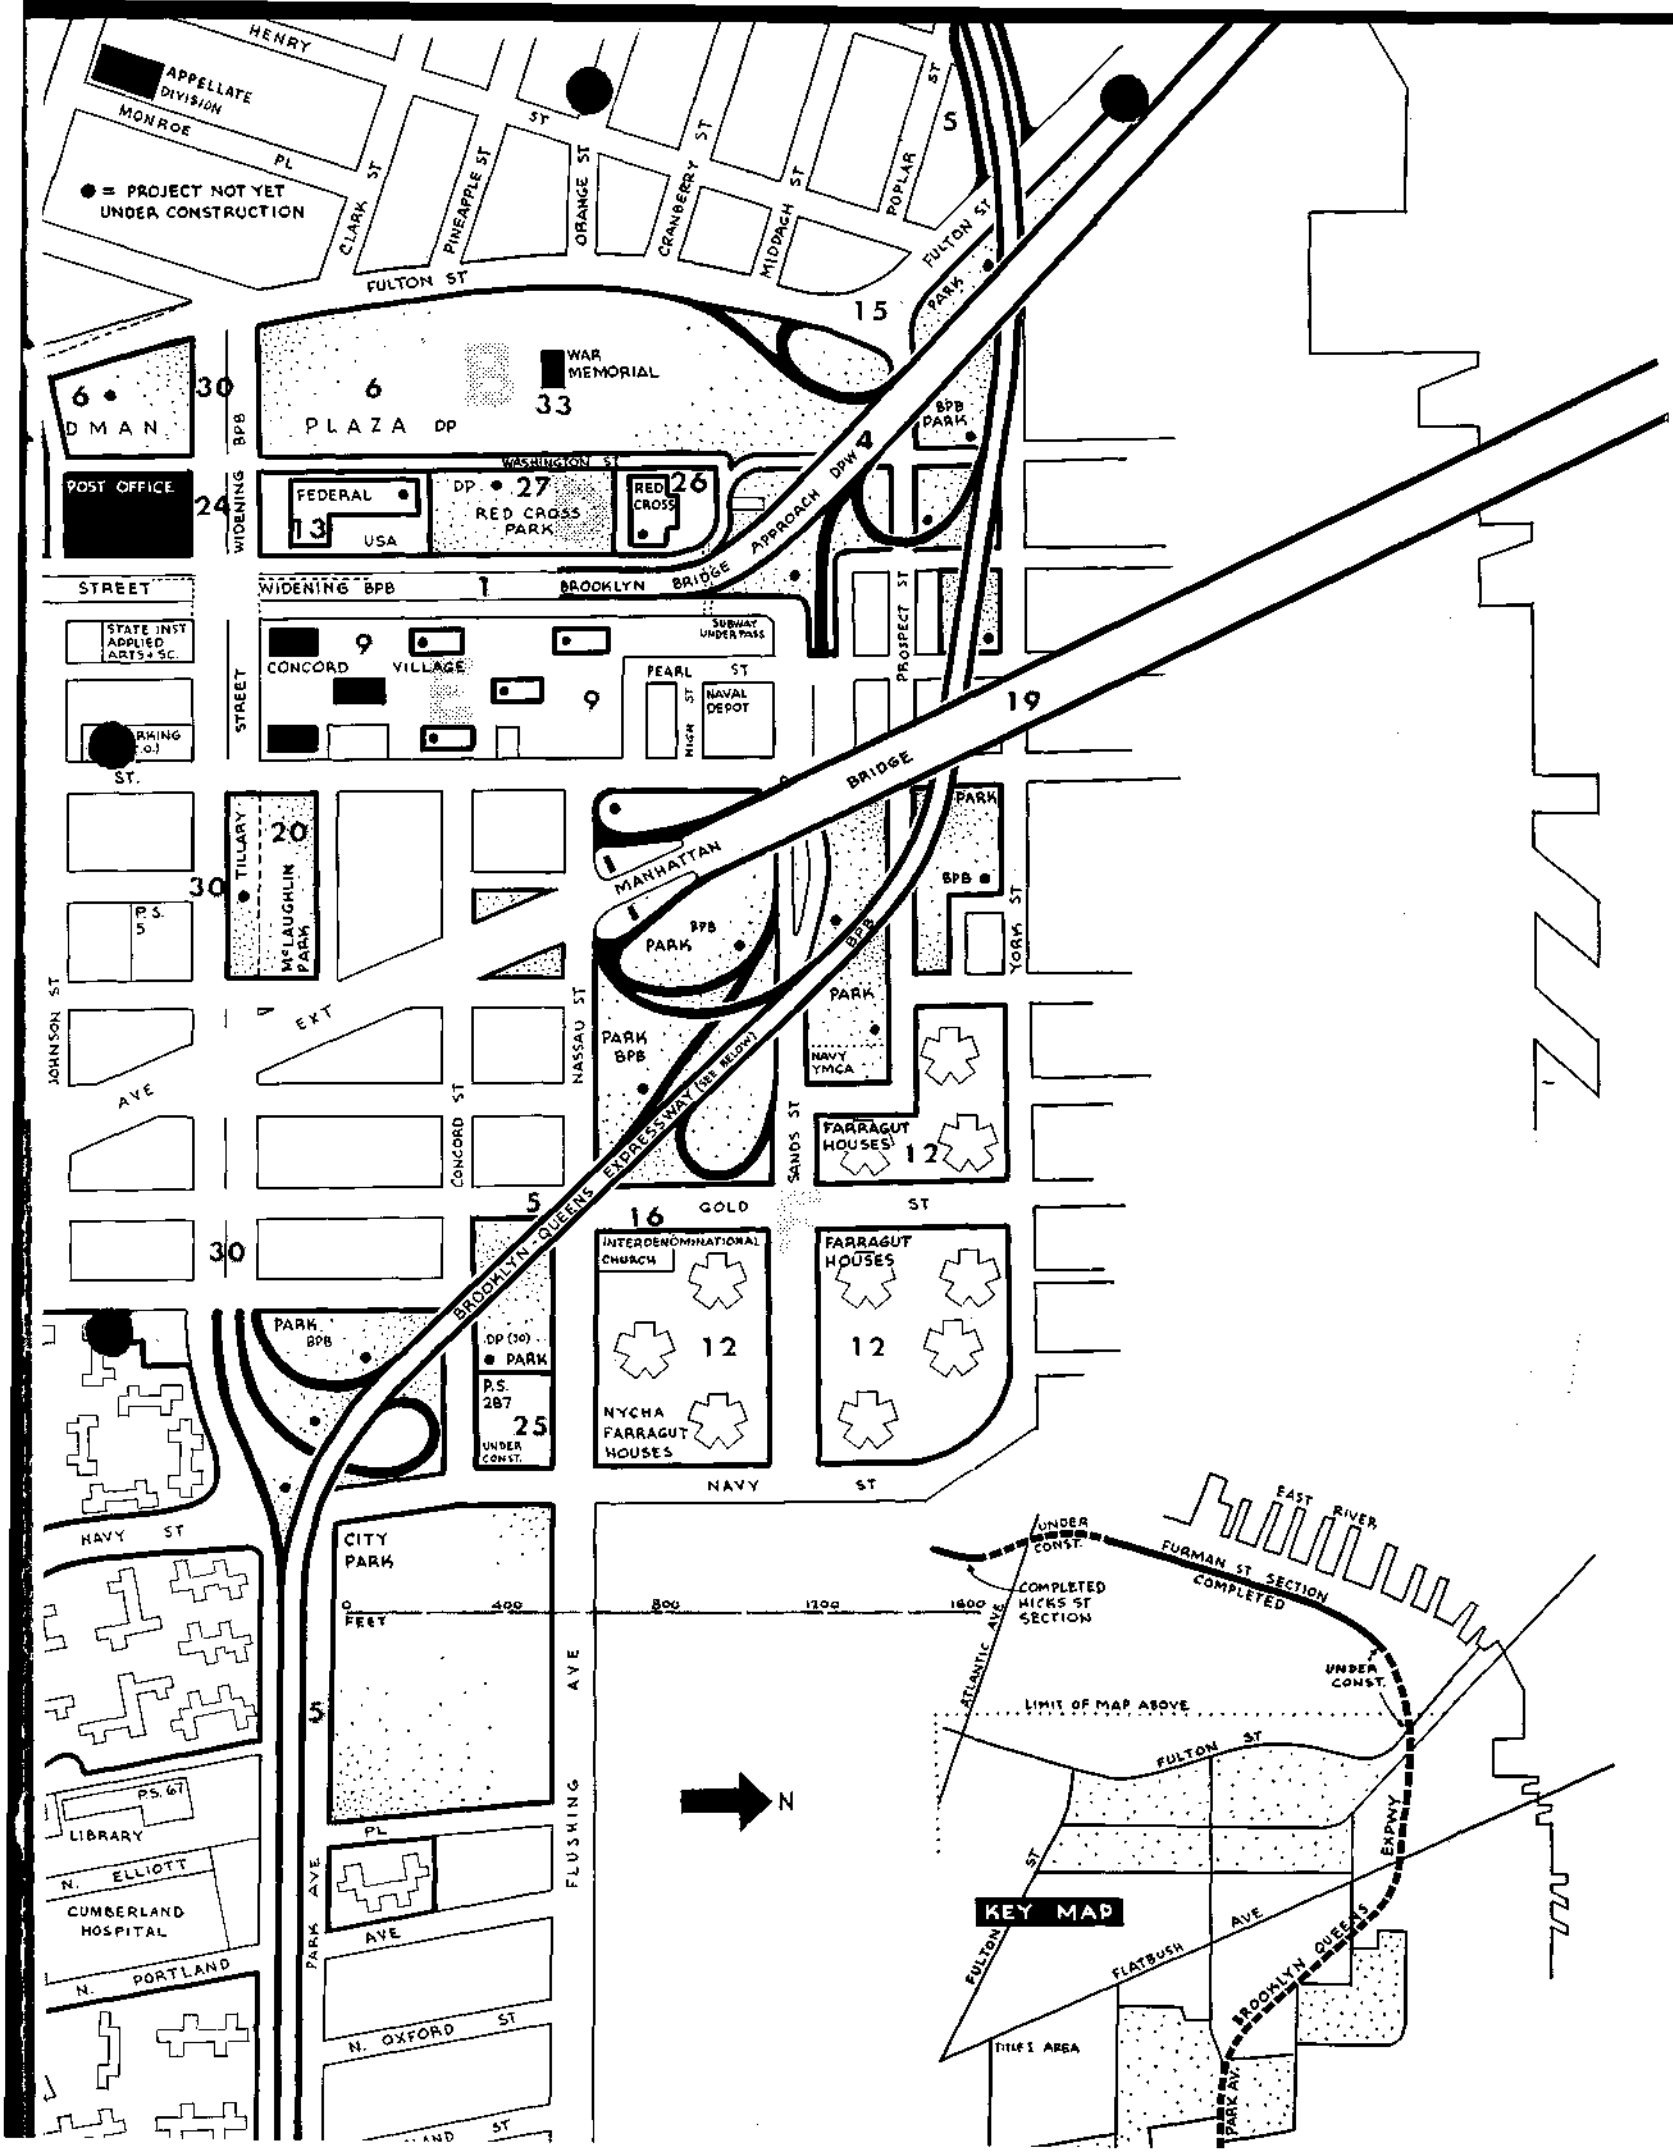 HENRY
ST
APPELLATE
DIVISION
MONROE
PL
ST
5
● = PROJECT NOT YET
UNDER CONSTRUCTION
CLARK ST
PINEAPPLE ST
ORANGE ST
CRANBERRY ST
MIDDAGH ST
POPLAR ST
FULTON ST
FULTON ST
PARK
15
30
6
DMAN
BPB
6
PLAZA DP
B
WAR
MEMORIAL
33
BPB
PARK
4
WASHINGTON ST
POST OFFICE
24
WIDENING
FEDERAL
13
USA
DP 27
RED CROSS
PARK
RED
CROSS
26
APPROACH DPW
STREET
WIDENING BPB
1
BROOKLYN BRIDGE
PROSPECT ST
STATE INST
APPLIED
ARTS + SC.
STREET
9
CONCORD VILLAGE
E
9
SUBWAY
UNDERPASS
PEARL ST
HIGH ST
NAVAL
DEPOT
19
RKING
.O.)
ST.
BRIDGE
MANHATTAN
TILLARY
20
McLAUGHLIN
PARK
30
P.S.
5
PARK
BPB
YORK ST
BPB
PARK
BPB
PARK
JOHNSON ST
EXT
AVE
NASSAU ST
CONCORD ST
PARK
BPB
NAVY
YMCA
SANDS ST
FARRAGUT
HOUSES
12
BROOKLYN-QUEENS EXPRESSWAY (SEE BELOW)
5
GOLD ST
16
30
INTERDENOMINATIONAL
CHURCH
FARRAGUT
HOUSES
PARK
BPB
DP (30)
PARK
12
12
P.S.
287
25
UNDER
CONST.
NYCHA
FARRAGUT
HOUSES
NAVY ST
NAVY ST
CITY
PARK
0 400 800 1200 1600
FEET
5
FLUSHING AVE
N
P.S. 67
LIBRARY
PL
N. ELLIOTT
CUMBERLAND
HOSPITAL
PARK AVE
AVE
N. PORTLAND
N. OXFORD ST
LAND ST
EAST RIVER
UNDER
CONST.
FURMAN ST SECTION
COMPLETED
COMPLETED
HICKS ST
SECTION
ATLANTIC AVE
UNDER
CONST.
LIMIT OF MAP ABOVE
FULTON ST
EXPWY
KEY MAP
FULTON ST
FLATBUSH AVE
BROOKLYN QUEENS
TITLE I AREA
PARK AV.